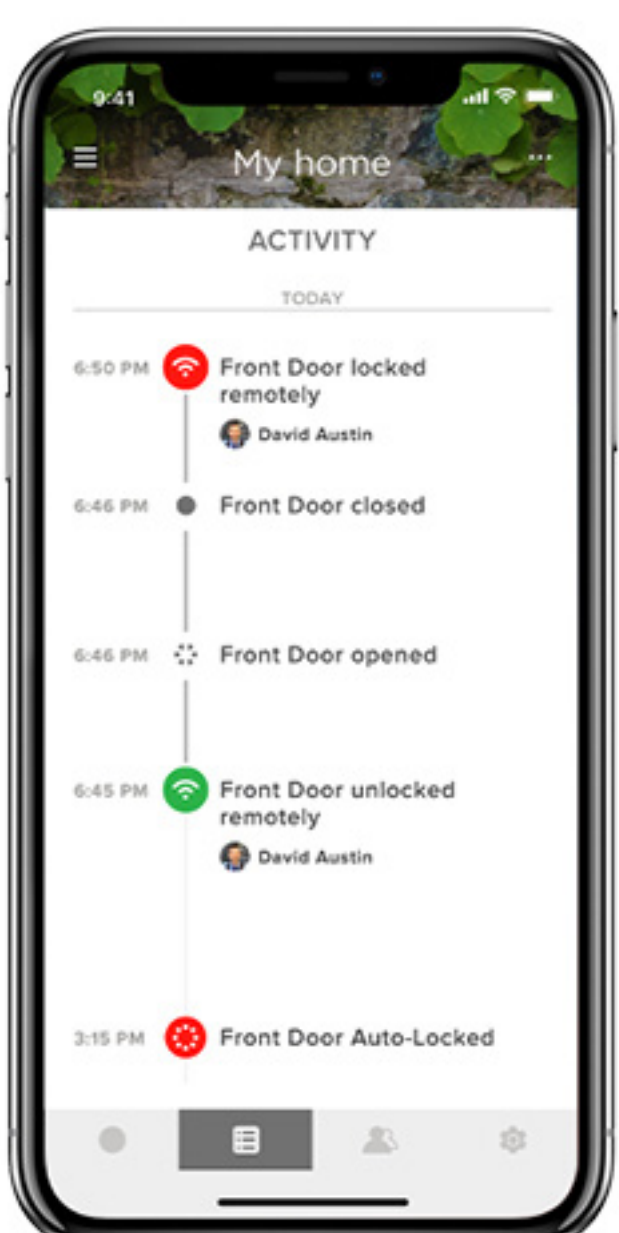 9:41
My home
ACTIVITY
TODAY
6:50 PM Front Door locked
remotely
David Austin
6:46 PM Front Door closed
6:46 PM Front Door opened
6:45 PM Front Door unlocked
remotely
David Austin
3:15 PM Front Door Auto-Locked